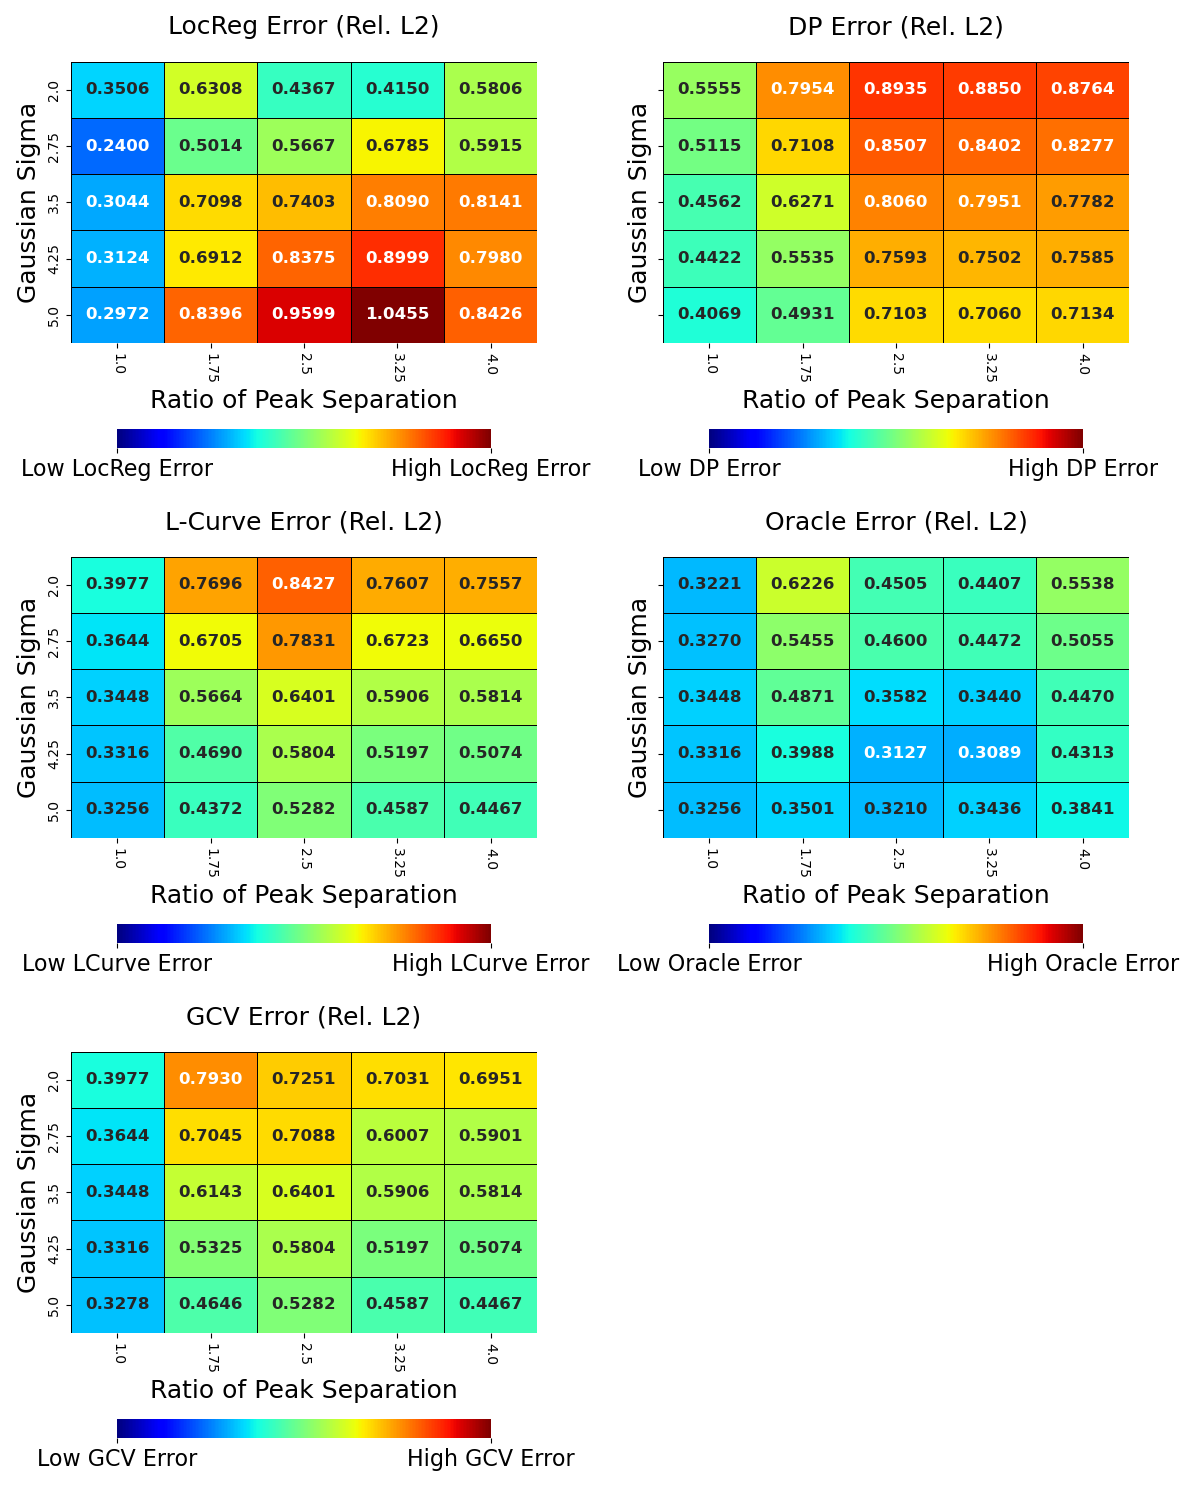 LocReg Error (Rel. L2)
Gaussian Sigma
2.0 0.3506 0.6308 0.4367 0.4150 0.5806
2.75 0.2400 0.5014 0.5667 0.6785 0.5915
3.5 0.3044 0.7098 0.7403 0.8090 0.8141
4.25 0.3124 0.6912 0.8375 0.8999 0.7980
5.0 0.2972 0.8396 0.9599 1.0455 0.8426
1.0 1.75 2.5 3.25 4.0
Ratio of Peak Separation
Low LocReg Error High LocReg Error
DP Error (Rel. L2)
Gaussian Sigma
0.5555 0.7954 0.8935 0.8850 0.8764
0.5115 0.7108 0.8507 0.8402 0.8277
0.4562 0.6271 0.8060 0.7951 0.7782
0.4422 0.5535 0.7593 0.7502 0.7585
0.4069 0.4931 0.7103 0.7060 0.7134
1.0 1.75 2.5 3.25 4.0
Ratio of Peak Separation
Low DP Error High DP Error
L-Curve Error (Rel. L2)
Gaussian Sigma
2.0 0.3977 0.7696 0.8427 0.7607 0.7557
2.75 0.3644 0.6705 0.7831 0.6723 0.6650
3.5 0.3448 0.5664 0.6401 0.5906 0.5814
4.25 0.3316 0.4690 0.5804 0.5197 0.5074
5.0 0.3256 0.4372 0.5282 0.4587 0.4467
1.0 1.75 2.5 3.25 4.0
Ratio of Peak Separation
Low LCurve Error High LCurve Error
Oracle Error (Rel. L2)
Gaussian Sigma
0.3221 0.6226 0.4505 0.4407 0.5538
0.3270 0.5455 0.4600 0.4472 0.5055
0.3448 0.4871 0.3582 0.3440 0.4470
0.3316 0.3988 0.3127 0.3089 0.4313
0.3256 0.3501 0.3210 0.3436 0.3841
1.0 1.75 2.5 3.25 4.0
Ratio of Peak Separation
Low Oracle Error High Oracle Error
GCV Error (Rel. L2)
Gaussian Sigma
2.0 0.3977 0.7930 0.7251 0.7031 0.6951
2.75 0.3644 0.7045 0.7088 0.6007 0.5901
3.5 0.3448 0.6143 0.6401 0.5906 0.5814
4.25 0.3316 0.5325 0.5804 0.5197 0.5074
5.0 0.3278 0.4646 0.5282 0.4587 0.4467
1.0 1.75 2.5 3.25 4.0
Ratio of Peak Separation
Low GCV Error High GCV Error